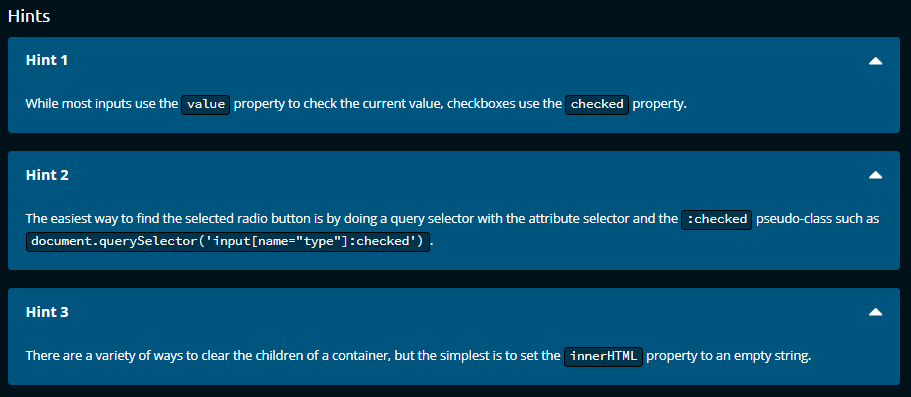 Hints
Hint 1
While most inputs use the value property to check the current value, checkboxes use the checked property.
Hint 2
The easiest way to find the selected radio button is by doing a query selector with the attribute selector and the :checked pseudo-class such as
document.querySelector('input[name="type"]:checked').
Hint 3
There are a variety of ways to clear the children of a container, but the simplest is to set the innerHTML property to an empty string.